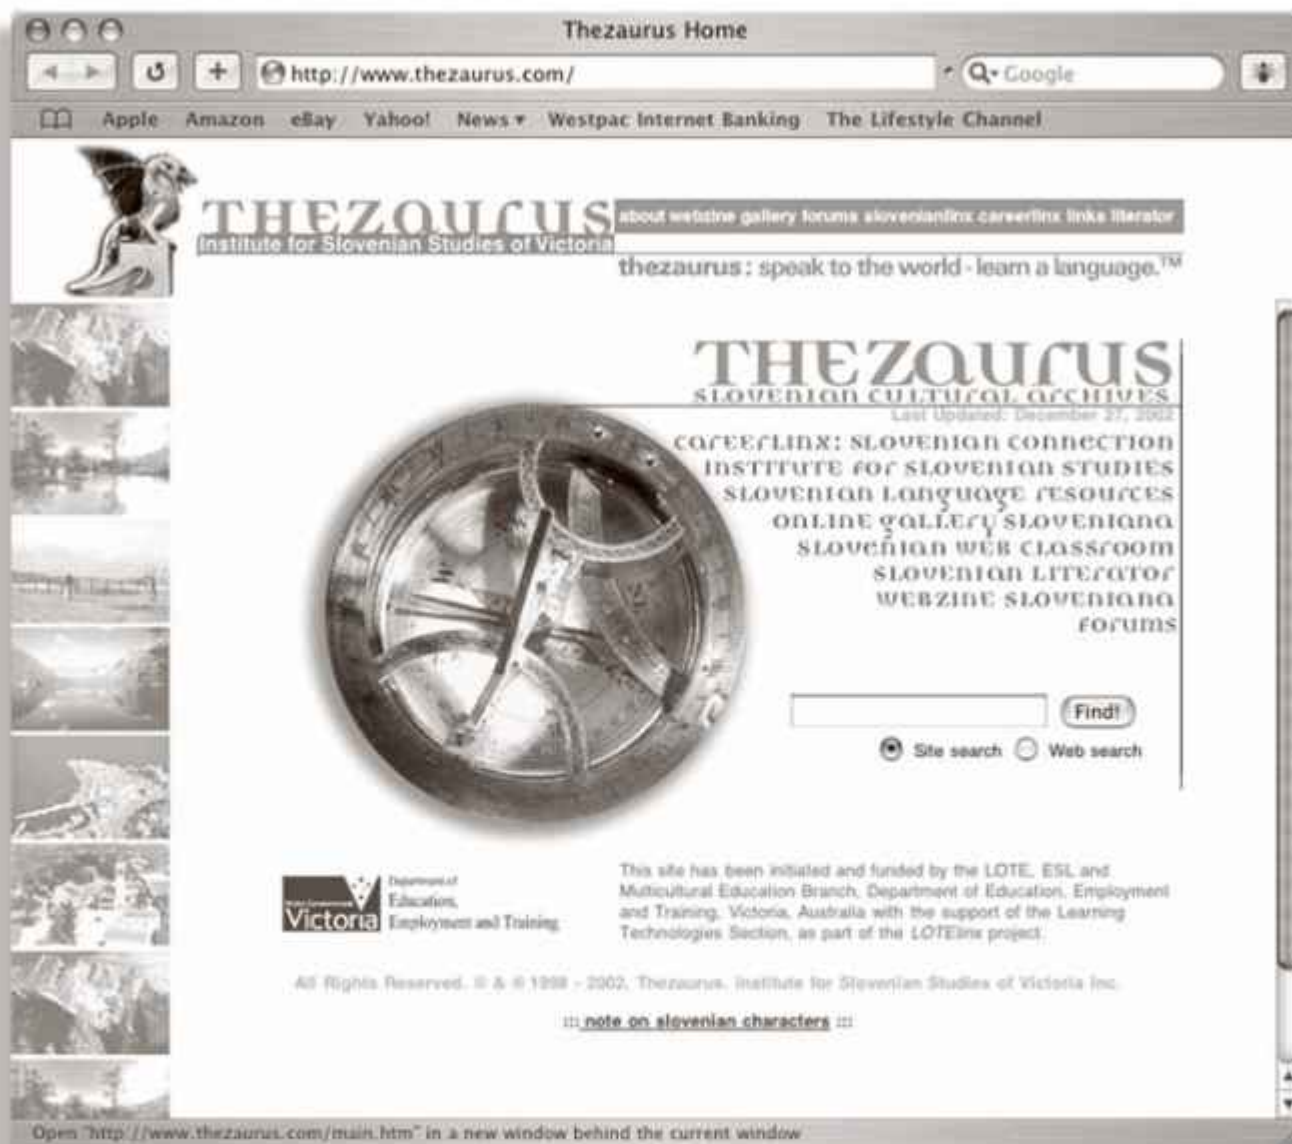 Thezaurus Home
http://www.thezaurus.com/
Google
Apple Amazon eBay Yahoo! News Westpac Internet Banking The Lifestyle Channel
THEZAURUS
about webzine gallery forums slovenianlinx careerlinx links literator
Institute for Slovenian Studies of Victoria
thezaurus : speak to the world - learn a language.™
THEZAURUS
SLOVENIAN CULTURAL ARCHIVES
Last Updated: December 27, 2002
CAREERLINX: SLOVENIAN CONNECTION
INSTITUTE FOR SLOVENIAN STUDIES
SLOVENIAN LANGUAGE RESOURCES
ONLINE GALLERY SLOVENIANA
SLOVENIAN WEB CLASSROOM
SLOVENIAN LITERATOR
WEBZINE SLOVENIANA
FORUMS
Find!
Site search Web search
Department of
Education,
Employment and Training
Victoria
This site has been initiated and funded by the LOTE, ESL and
Multicultural Education Branch, Department of Education, Employment
and Training, Victoria, Australia with the support of the Learning
Technologies Section, as part of the LOTElinx project.
All Rights Reserved. © & ® 1998 - 2002, Thezaurus. Institute for Slovenian Studies of Victoria Inc.
::: note on slovenian characters :::
Open "http://www.thezaurus.com/main.htm" in a new window behind the current window